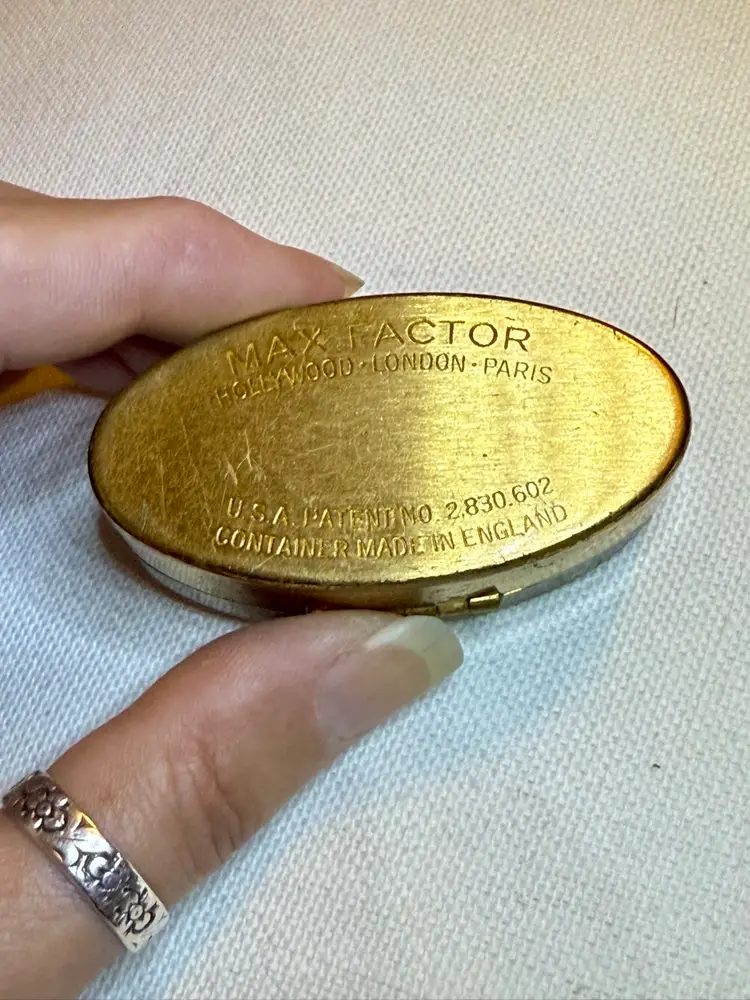 MAX FACTOR
HOLLYWOOD · LONDON · PARIS
U.S.A. PATENT NO. 2.830.602
CONTAINER MADE IN ENGLAND